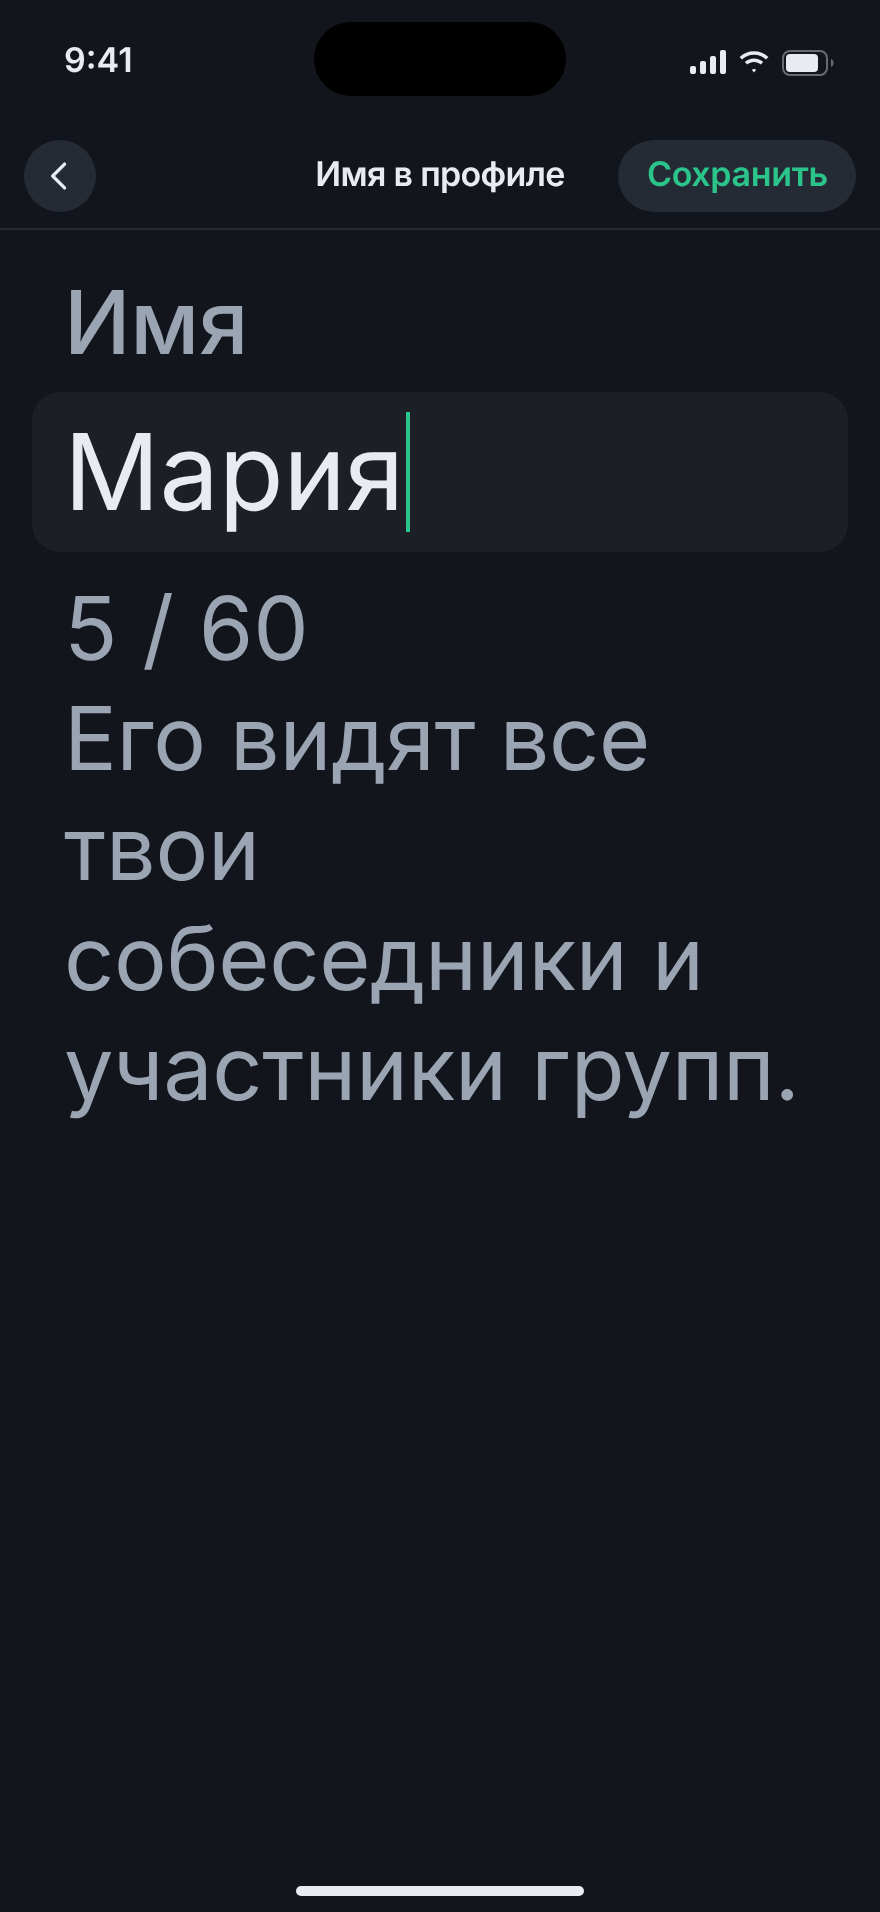 9:41
Имя в профиле
Сохранить
Имя
Мария
5 / 60
Его видят все
твои
собеседники и
участники групп.